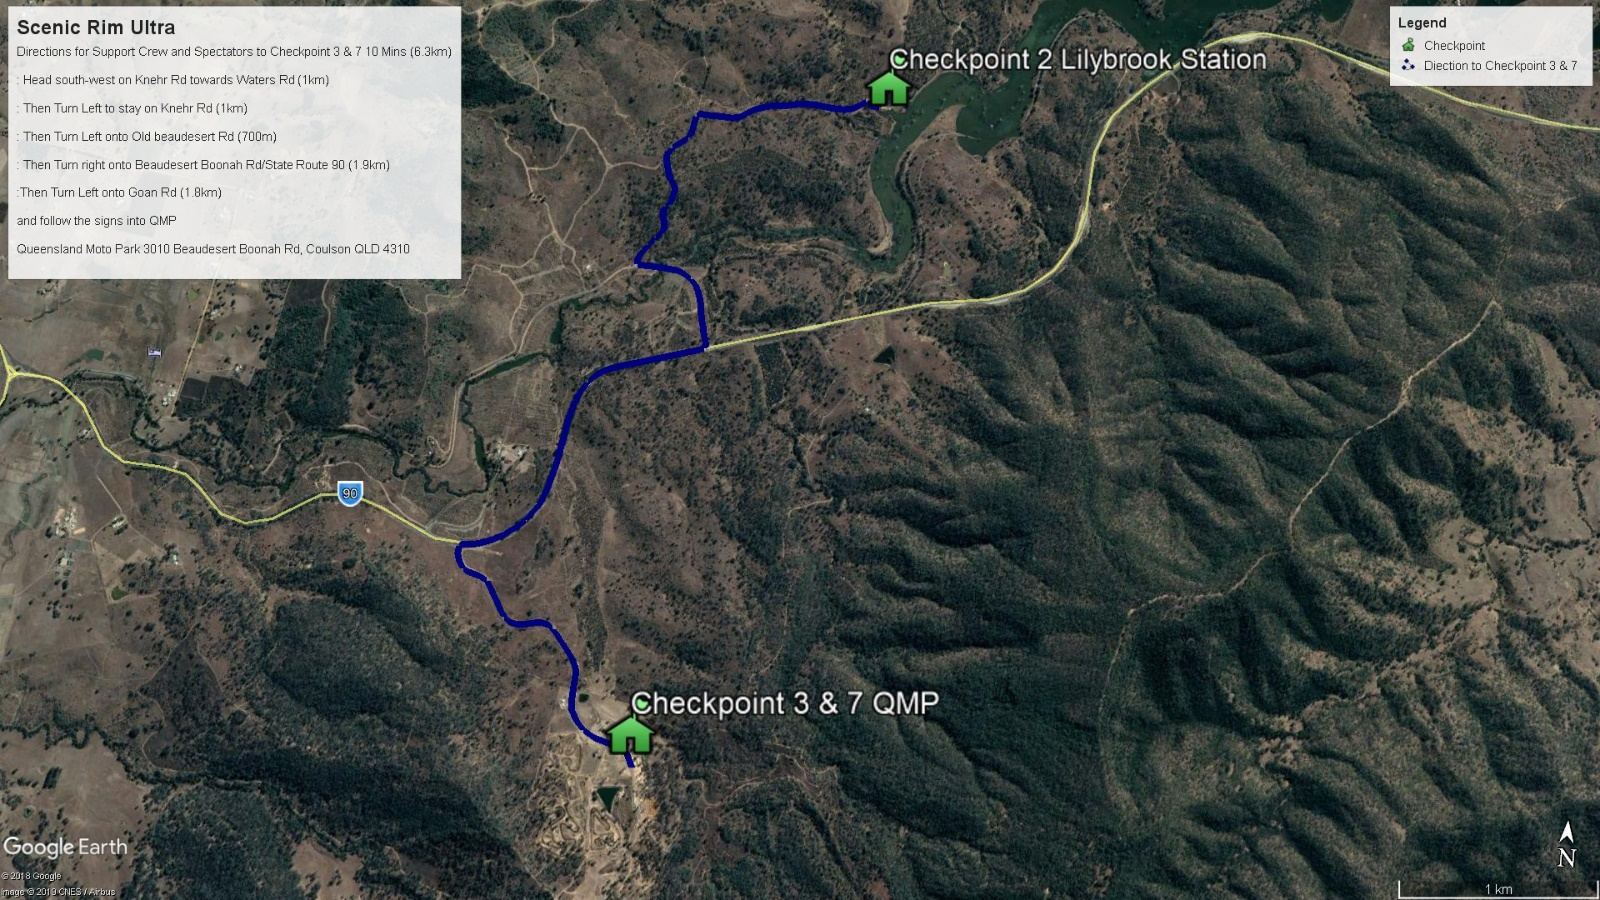 Scenic Rim Ultra
Directions for Support Crew and Spectators to Checkpoint 3 & 7 10 Mins (6.3km)
: Head south-west on Knehr Rd towards Waters Rd (1km)
: Then Turn Left to stay on Knehr Rd (1km)
: Then Turn Left onto Old beaudesert Rd (700m)
: Then Turn right onto Beaudesert Boonah Rd/State Route 90 (1.9km)
:Then Turn Left onto Goan Rd (1.8km)
and follow the signs into QMP
Queensland Moto Park 3010 Beaudesert Boonah Rd, Coulson QLD 4310
Legend
Checkpoint
Diection to Checkpoint 3 & 7
Checkpoint 2 Lilybrook Station
90
Checkpoint 3 & 7 QMP
Google Earth
© 2018 Google
Image © 2019 CNES / Airbus
N
1 km